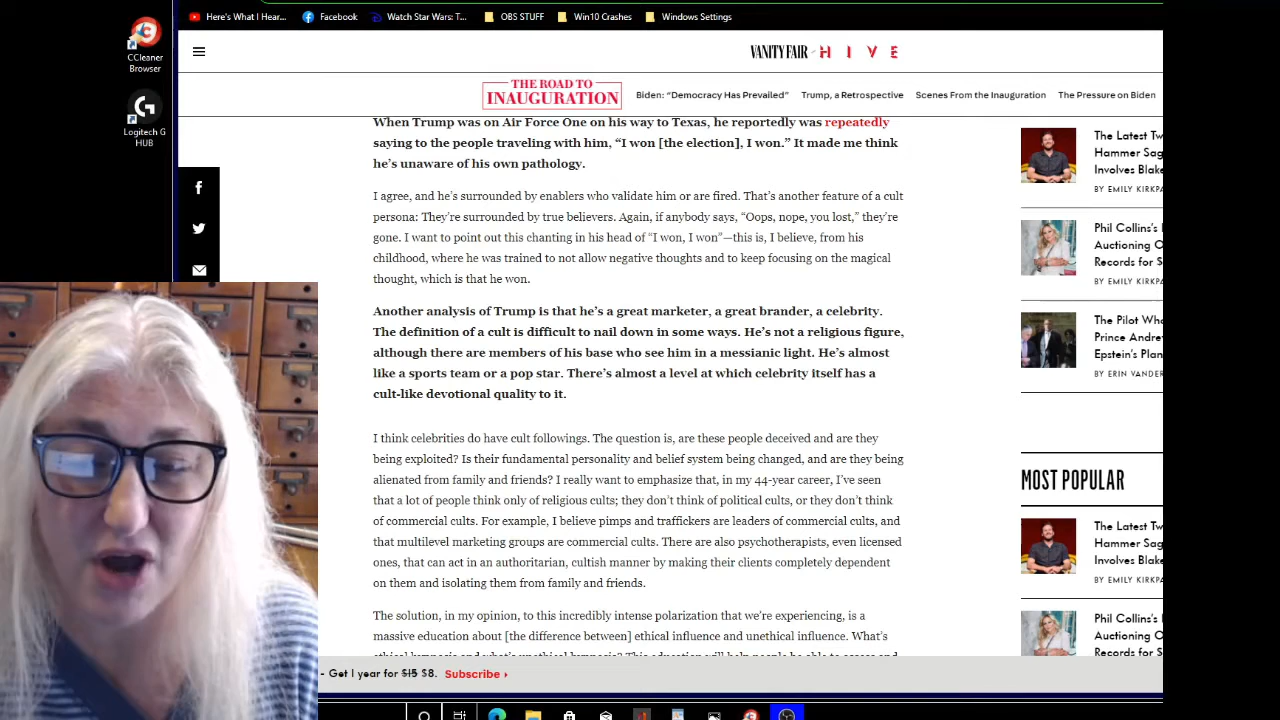 Here's What I Hear...
Facebook
Watch Star Wars: T...
OBS STUFF
Win10 Crashes
Windows Settings
CCleaner
Browser
Logitech G
HUB
VANITY FAIR HIVE
THE ROAD TO
INAUGURATION
Biden: “Democracy Has Prevailed”
Trump, a Retrospective
Scenes From the Inauguration
The Pressure on Biden
When Trump was on Air Force One on his way to Texas, he reportedly was repeatedly
saying to the people traveling with him, “I won [the election], I won.” It made me think
he’s unaware of his own pathology.
I agree, and he’s surrounded by enablers who validate him or are fired. That’s another feature of a cult
persona: They’re surrounded by true believers. Again, if anybody says, “Oops, nope, you lost,” they’re
gone. I want to point out this chanting in his head of “I won, I won”—this is, I believe, from his
childhood, where he was trained to not allow negative thoughts and to keep focusing on the magical
thought, which is that he won.
Another analysis of Trump is that he’s a great marketer, a great brander, a celebrity.
The definition of a cult is difficult to nail down in some ways. He’s not a religious figure,
although there are members of his base who see him in a messianic light. He’s almost
like a sports team or a pop star. There’s almost a level at which celebrity itself has a
cult-like devotional quality to it.
I think celebrities do have cult followings. The question is, are these people deceived and are they
being exploited? Is their fundamental personality and belief system being changed, and are they being
alienated from family and friends? I really want to emphasize that, in my 44-year career, I’ve seen
that a lot of people think only of religious cults; they don’t think of political cults, or they don’t think
of commercial cults. For example, I believe pimps and traffickers are leaders of commercial cults, and
that multilevel marketing groups are commercial cults. There are also psychotherapists, even licensed
ones, that can act in an authoritarian, cultish manner by making their clients completely dependent
on them and isolating them from family and friends.
The solution, in my opinion, to this incredibly intense polarization that we’re experiencing, is a
massive education about [the difference between] ethical influence and unethical influence. What’s
The Latest Tw
Hammer Sag
Involves Blake
BY EMILY KIRKPA
Phil Collins’s
Auctioning O
Records for $
BY EMILY KIRKPA
The Pilot Who
Prince Andre
Epstein’s Plan
BY ERIN VANDER
MOST POPULAR
The Latest Tw
Hammer Sag
Involves Blake
BY EMILY KIRKPA
Phil Collins’s
Auctioning O
Records for $
- Get 1 year for $15 $8. Subscribe ›